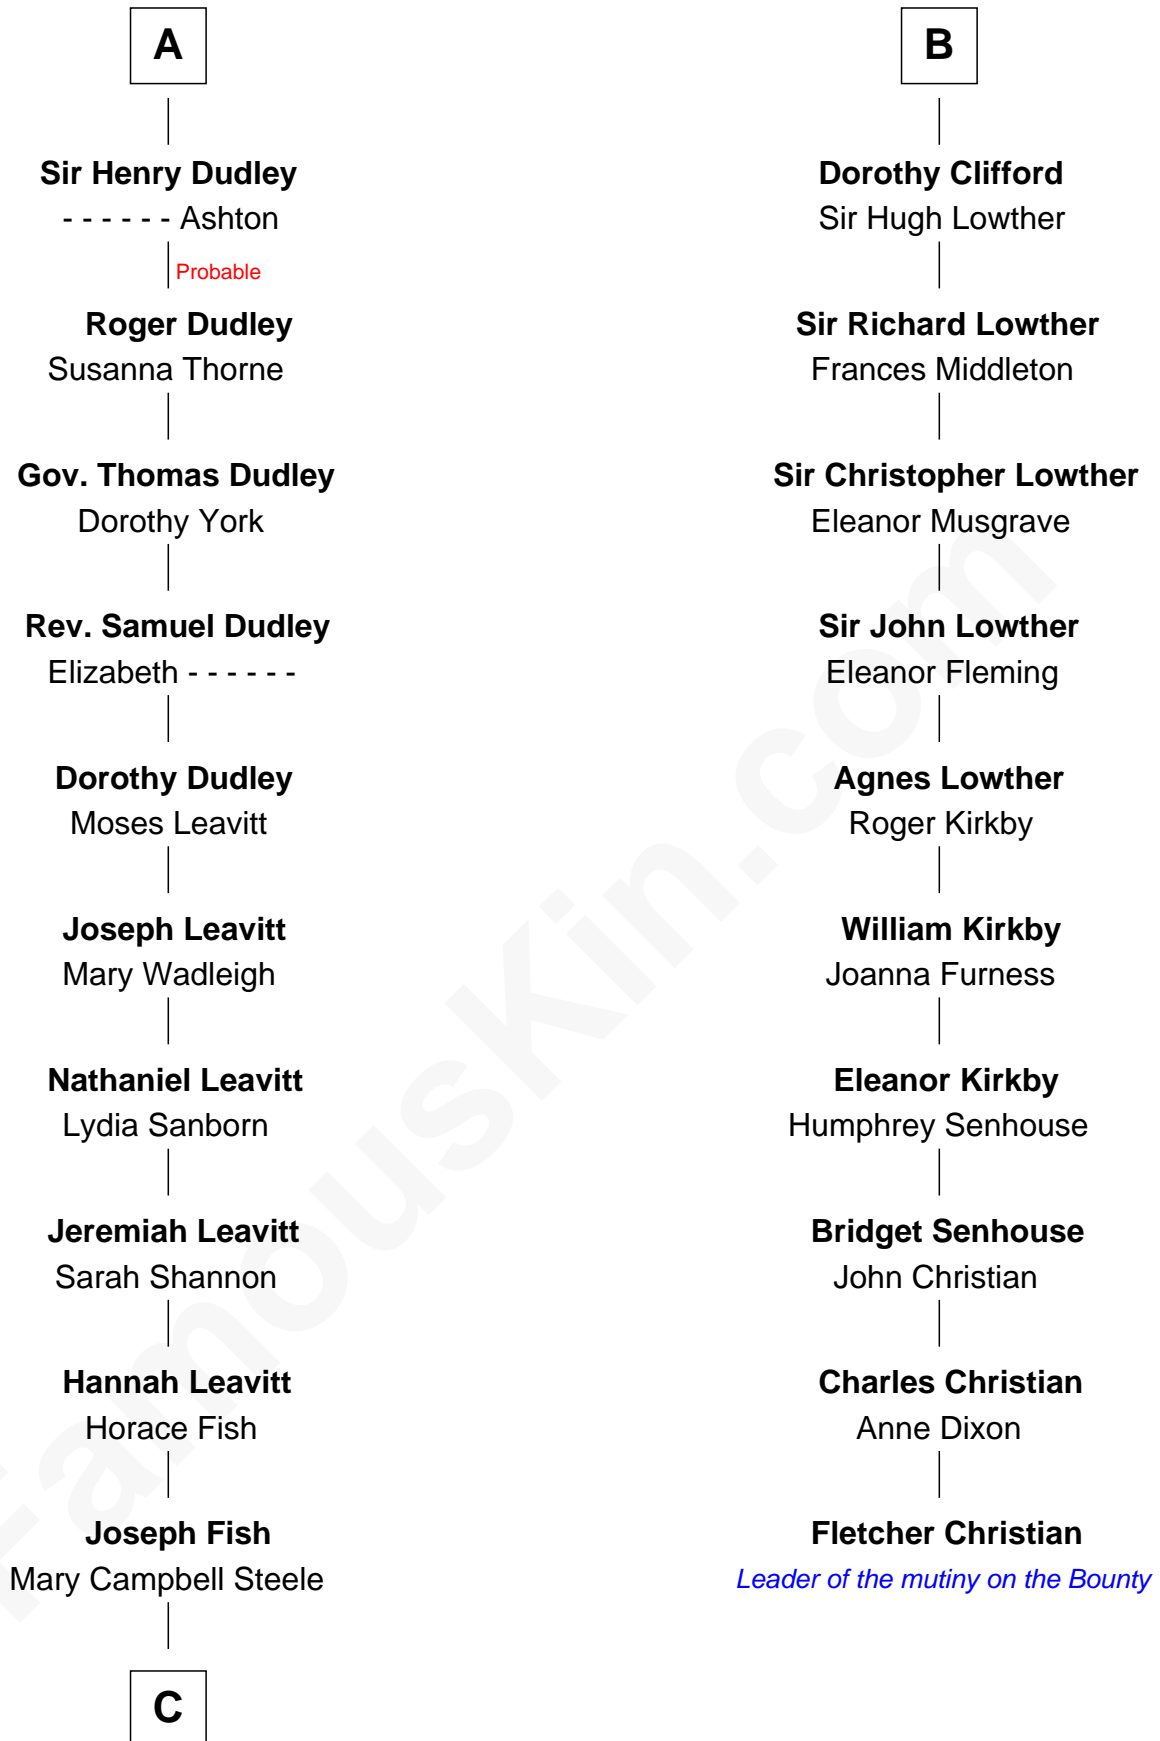 A
Sir Henry Dudley
- - - - - - Ashton
Probable
Roger Dudley
Susanna Thorne
Gov. Thomas Dudley
Dorothy York
Rev. Samuel Dudley
Elizabeth - - - - - -
Dorothy Dudley
Moses Leavitt
Joseph Leavitt
Mary Wadleigh
Nathaniel Leavitt
Lydia Sanborn
Jeremiah Leavitt
Sarah Shannon
Hannah Leavitt
Horace Fish
Joseph Fish
Mary Campbell Steele
C
B
Dorothy Clifford
Sir Hugh Lowther
Sir Richard Lowther
Frances Middleton
Sir Christopher Lowther
Eleanor Musgrave
Sir John Lowther
Eleanor Fleming
Agnes Lowther
Roger Kirkby
William Kirkby
Joanna Furness
Eleanor Kirkby
Humphrey Senhouse
Bridget Senhouse
John Christian
Charles Christian
Anne Dixon
Fletcher Christian
Leader of the mutiny on the Bounty
FamousKin.com